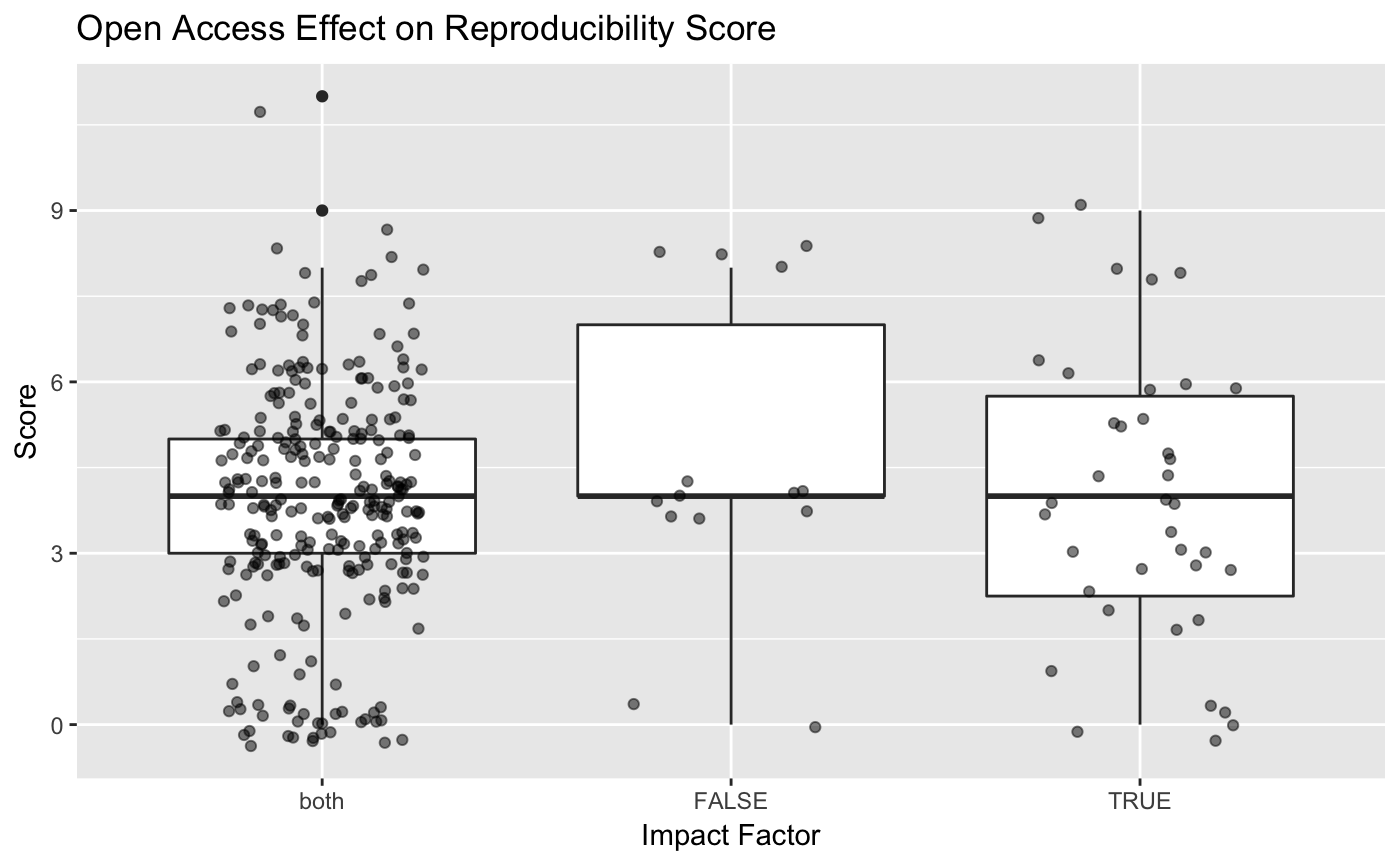 Open Access Effect on Reproducibility Score
Score
9
6
3
0
both
FALSE
TRUE
Impact Factor